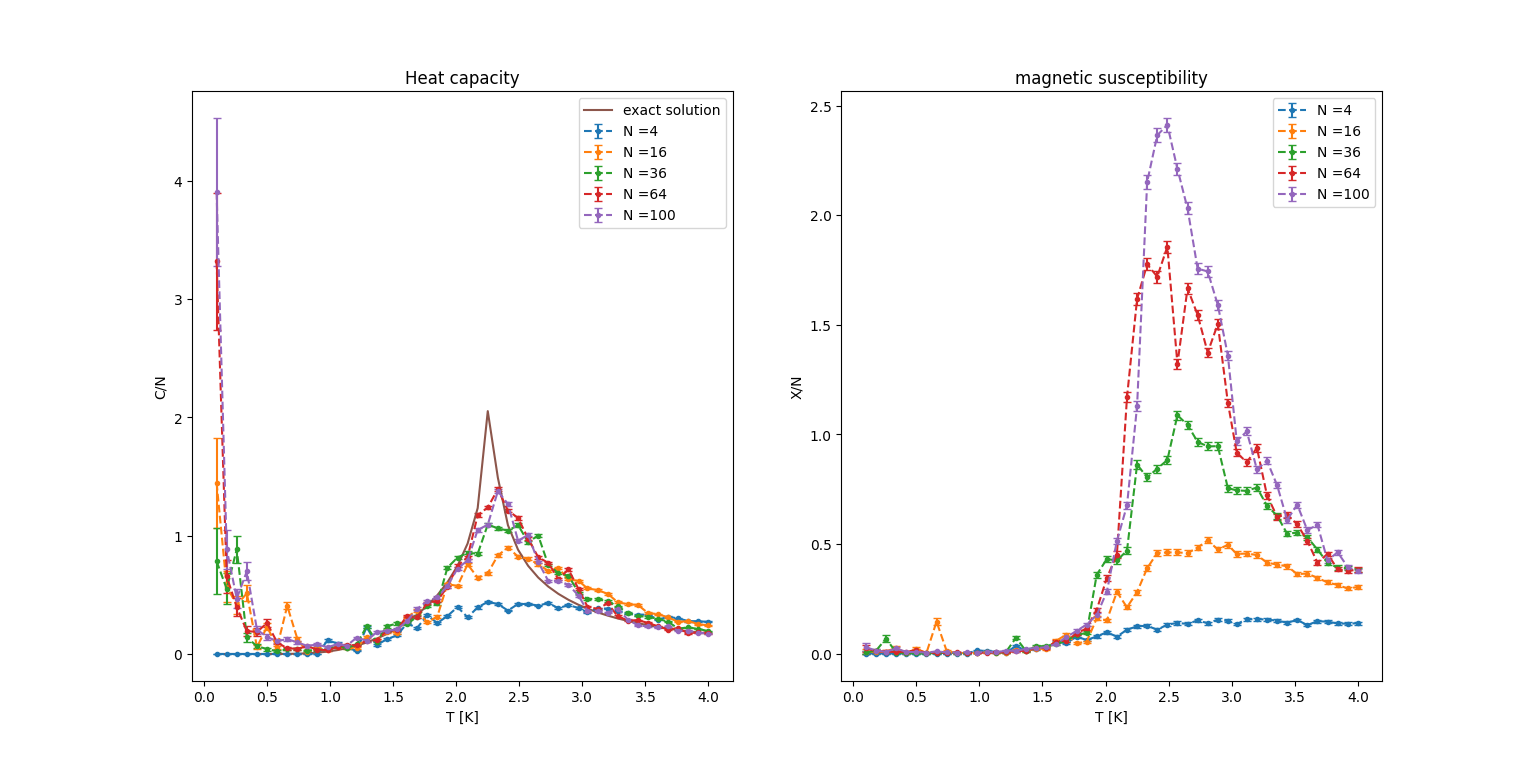 Heat capacity
C/N
4
3
2
1
0
0.0 0.5 1.0 1.5 2.0 2.5 3.0 3.5 4.0
T [K]
exact solution
N =4
N =16
N =36
N =64
N =100
magnetic susceptibility
X/N
2.5
2.0
1.5
1.0
0.5
0.0
0.0 0.5 1.0 1.5 2.0 2.5 3.0 3.5 4.0
T [K]
N =4
N =16
N =36
N =64
N =100